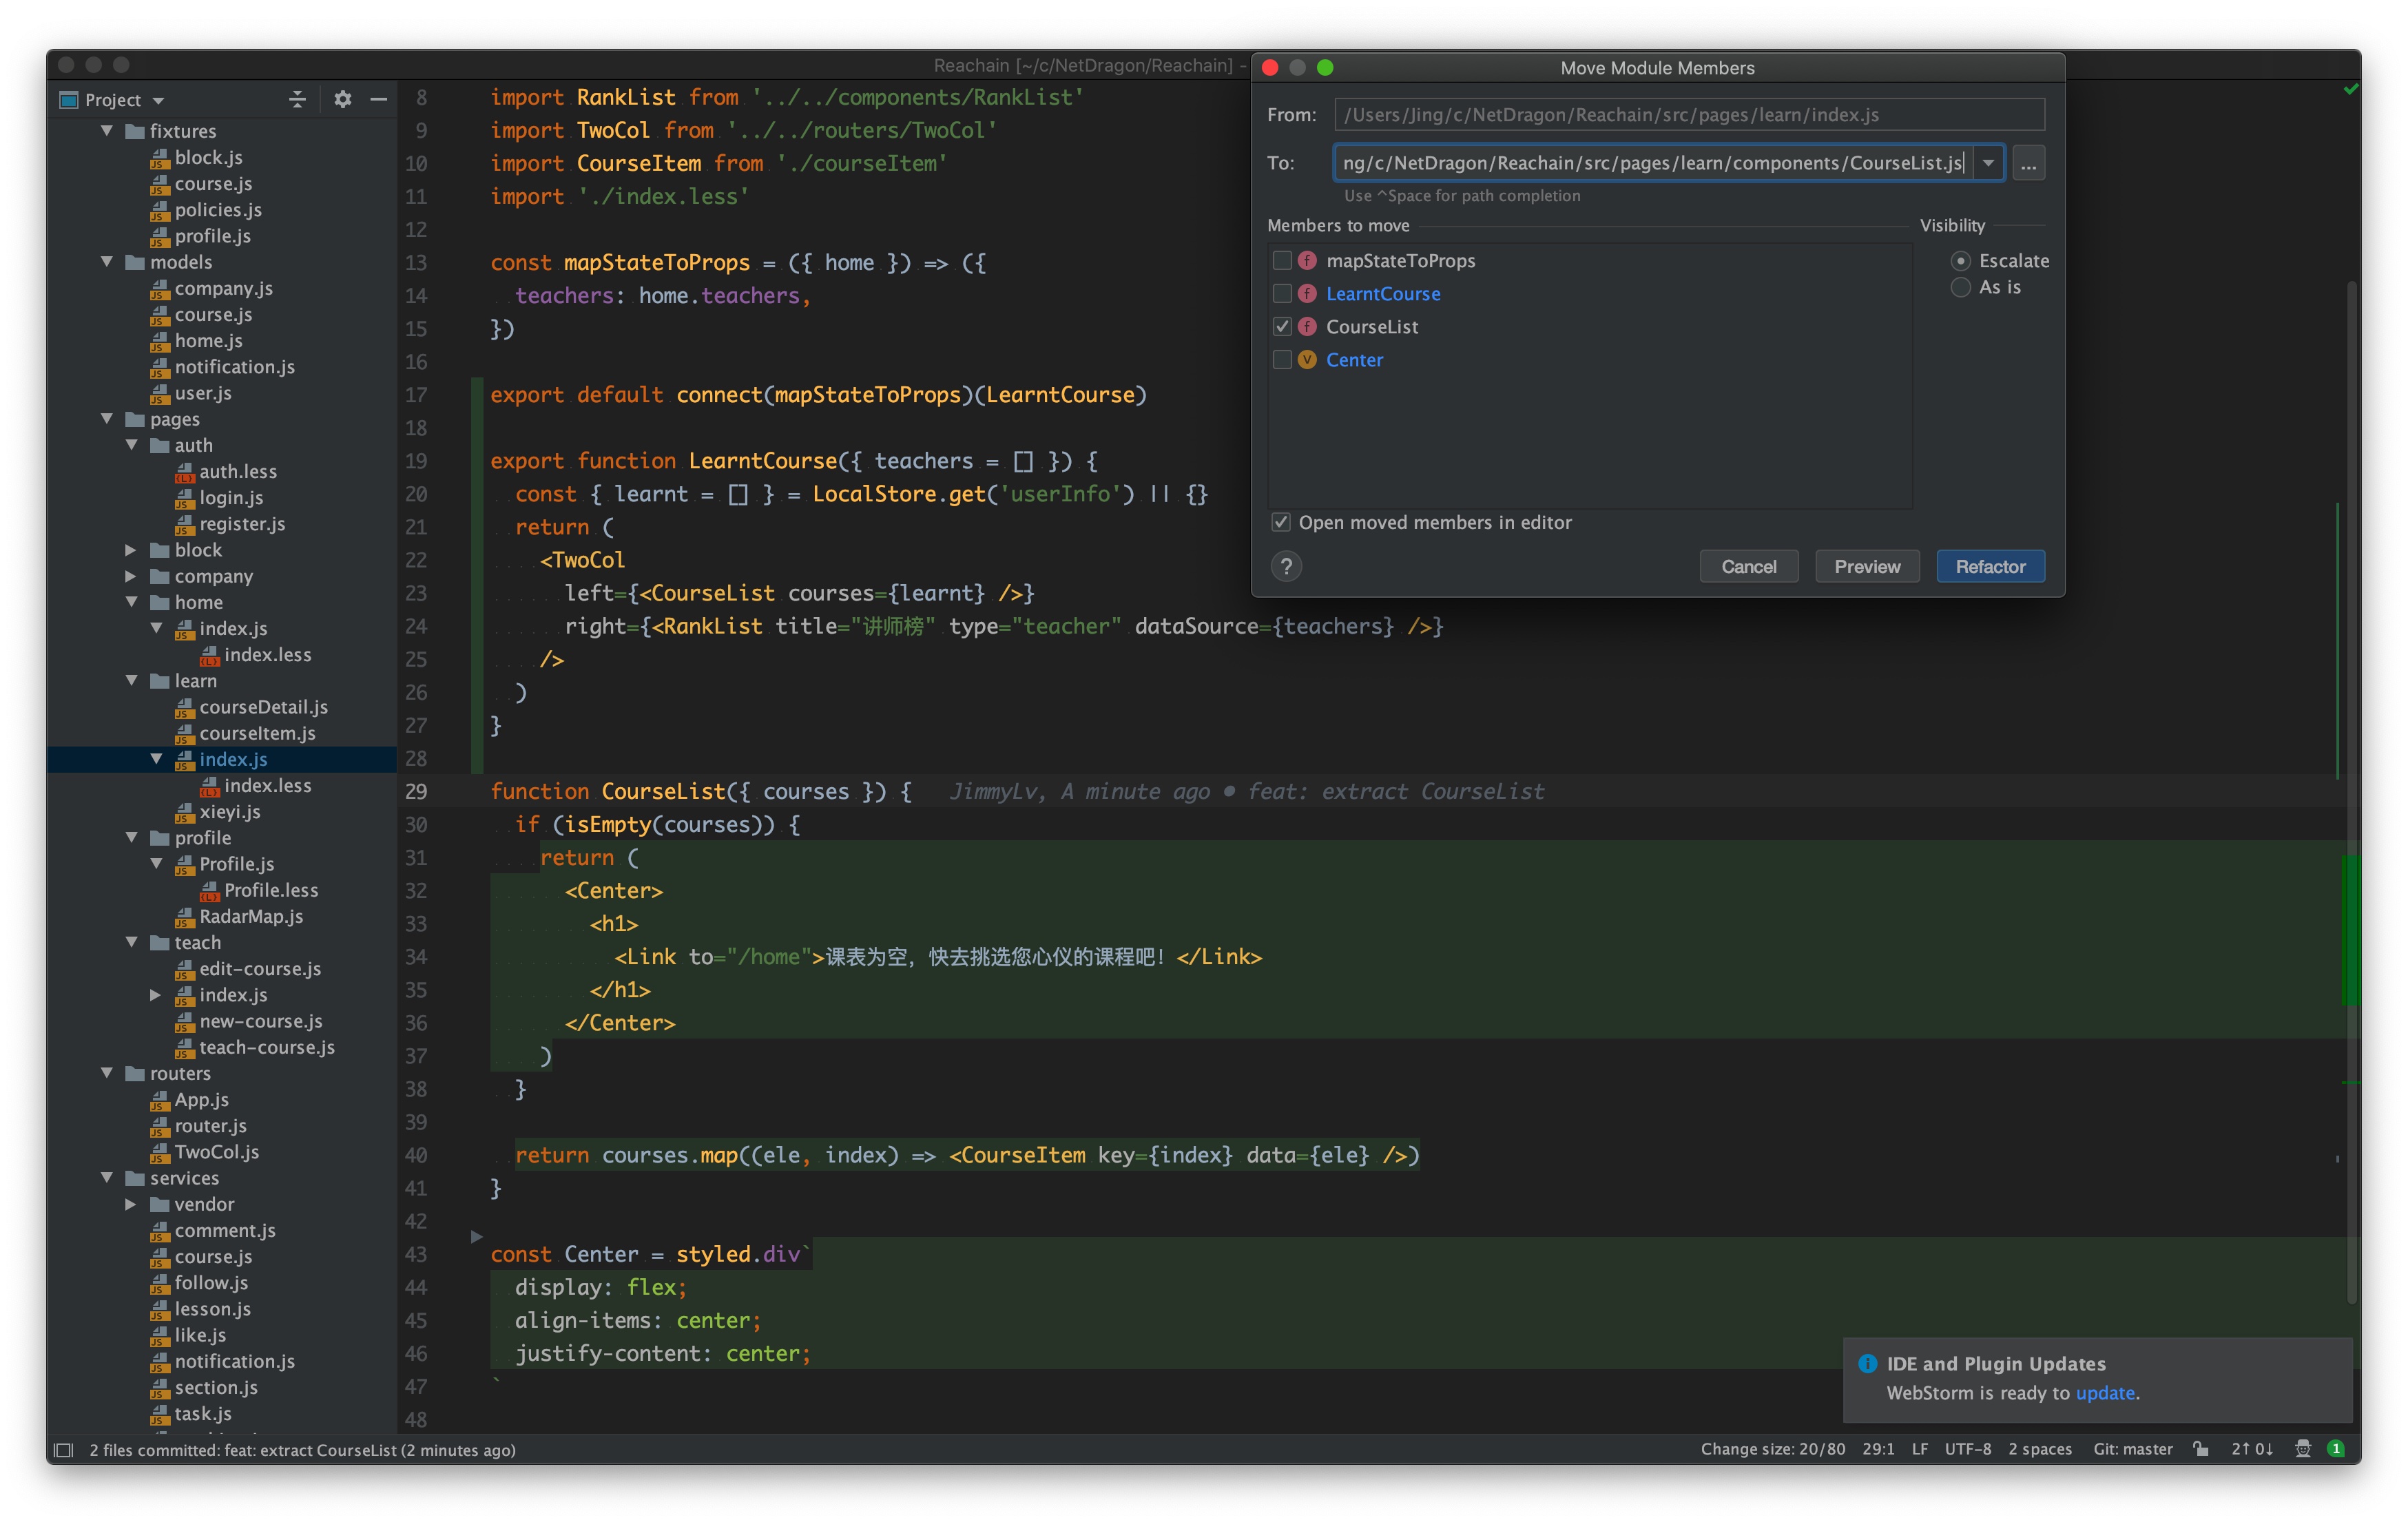 Reachain [~/c/NetDragon/Reachain] -
Project
fixtures
block.js
course.js
policies.js
profile.js
models
company.js
course.js
home.js
notification.js
user.js
pages
auth
auth.less
login.js
register.js
block
company
home
index.js
index.less
learn
courseDetail.js
courseItem.js
index.js
index.less
xieyi.js
profile
Profile.js
Profile.less
RadarMap.js
teach
edit-course.js
index.js
new-course.js
teach-course.js
routers
App.js
router.js
TwoCol.js
services
vendor
comment.js
course.js
follow.js
lesson.js
like.js
notification.js
section.js
task.js
8 import RankList from '../../components/RankList'
9 import TwoCol from '../../routers/TwoCol'
10 import CourseItem from './courseItem'
11 import './index.less'
12
13 const mapStateToProps = ({ home }) => ({
14 teachers: home.teachers,
15 })
16
17 export default connect(mapStateToProps)(LearntCourse)
18
19 export function LearntCourse({ teachers = [] }) {
20 const { learnt = [] } = LocalStore.get('userInfo') || {}
21 return (
22 <TwoCol
23 left={<CourseList courses={learnt} />}
24 right={<RankList title="讲师榜" type="teacher" dataSource={teachers} />}
25 />
26 )
27 }
28
29 function CourseList({ courses }) { JimmyLv, A minute ago • feat: extract CourseList
30 if (isEmpty(courses)) {
31 return (
32 <Center>
33 <h1>
34 <Link to="/home">课表为空，快去挑选您心仪的课程吧！</Link>
35 </h1>
36 </Center>
37 )
38 }
39
40 return courses.map((ele, index) => <CourseItem key={index} data={ele} />)
41 }
42
43 const Center = styled.div`
44 display: flex;
45 align-items: center;
46 justify-content: center;
47 `
48
Move Module Members
From: /Users/Jing/c/NetDragon/Reachain/src/pages/learn/index.js
To: ng/c/NetDragon/Reachain/src/pages/learn/components/CourseList.js ...
Use ^Space for path completion
Members to move
Visibility
f mapStateToProps
f LearntCourse
f CourseList
v Center
Escalate
As is
Open moved members in editor
? Cancel Preview Refactor
IDE and Plugin Updates
WebStorm is ready to update.
2 files committed: feat: extract CourseList (2 minutes ago)
Change size: 20/80 29:1 LF UTF-8 2 spaces Git: master 2↑ 0↓ 1